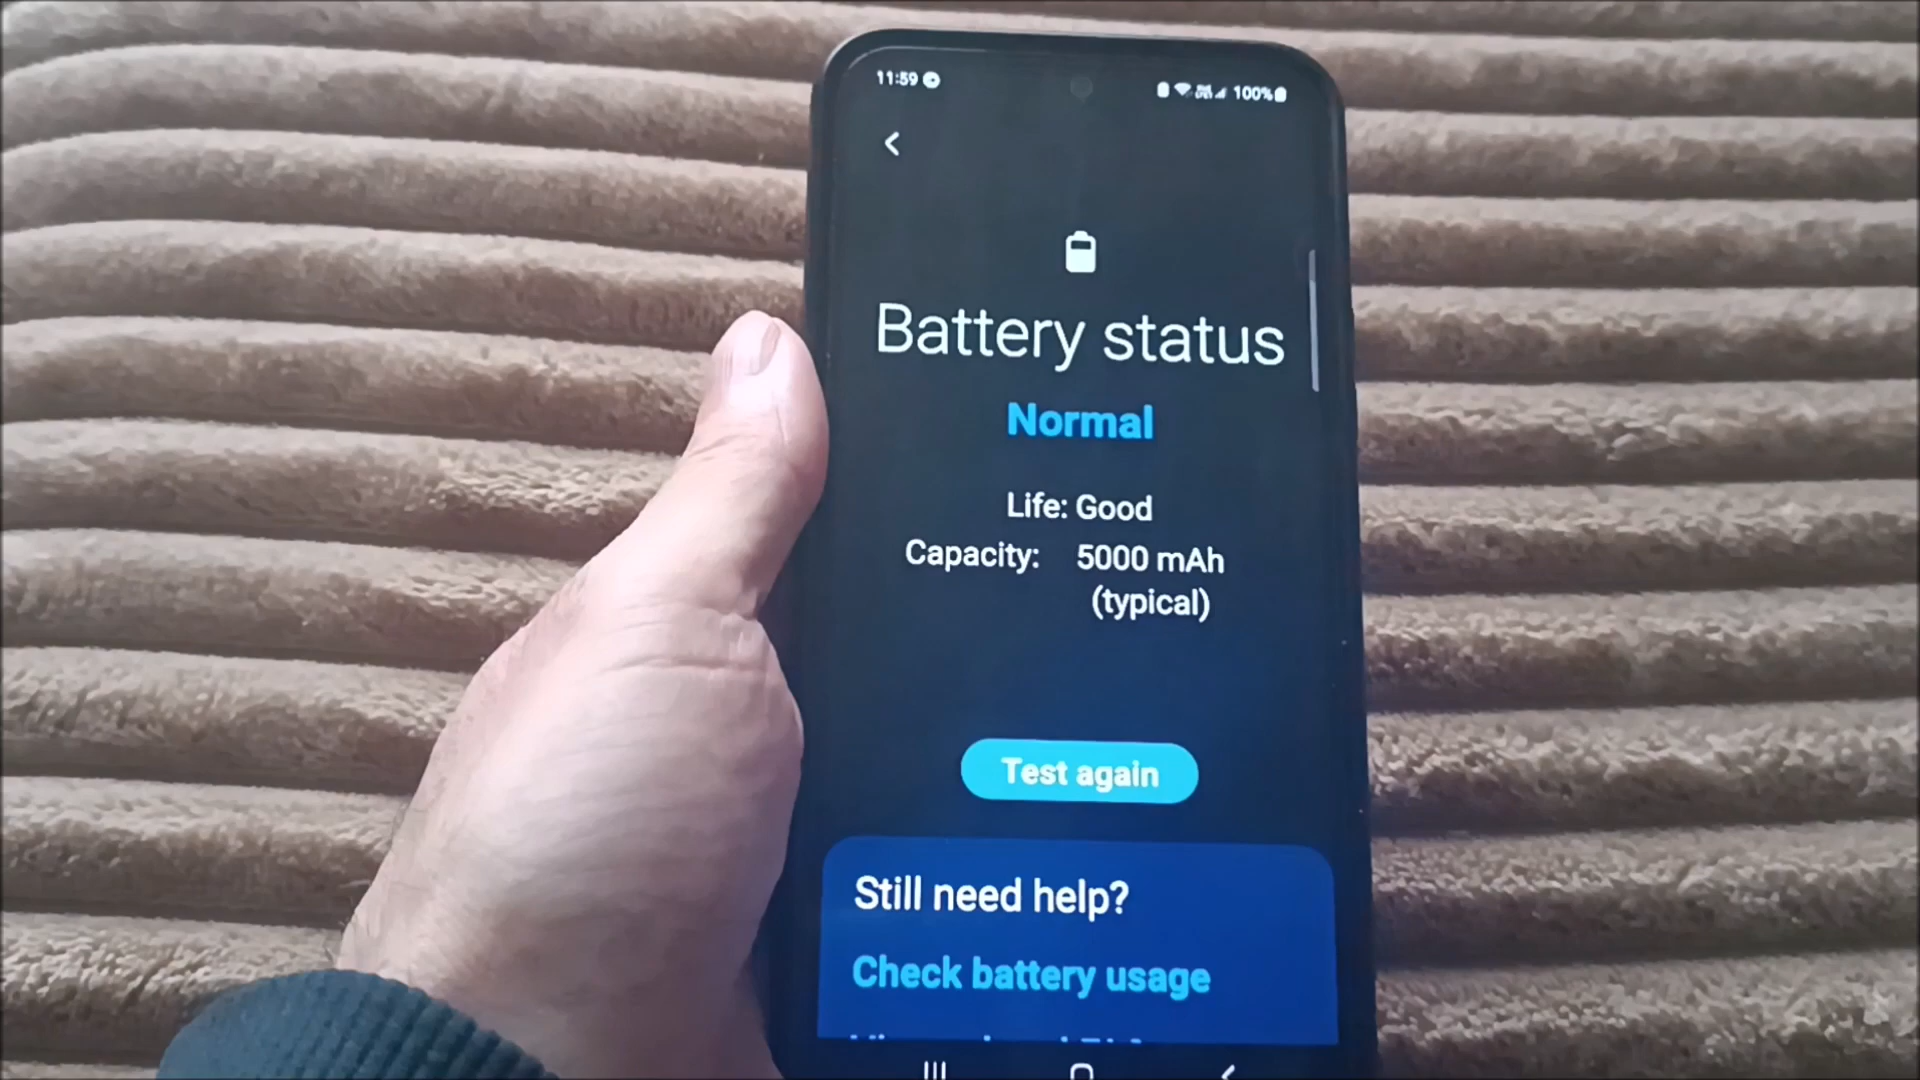 11:59
100%
Battery status
Normal
Life: Good
Capacity: 5000 mAh
(typical)
Test again
Still need help?
Check battery usage